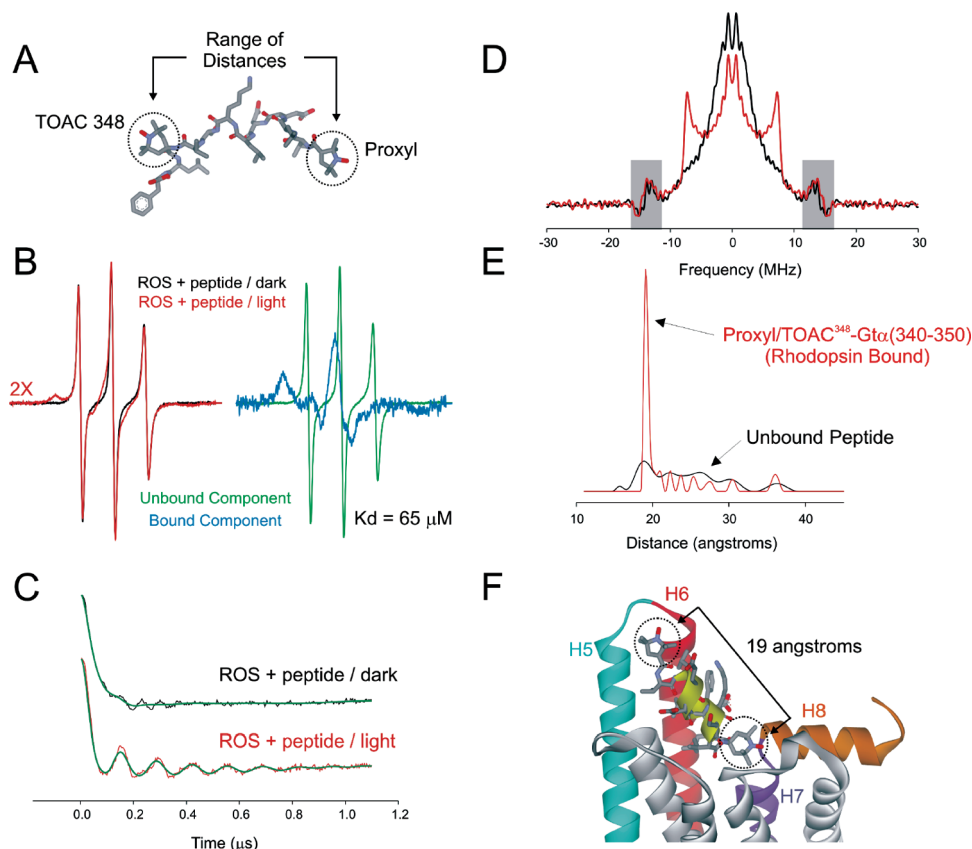 A
Range of
Distances
TOAC 348
Proxyl
B
ROS + peptide / dark
ROS + peptide / light
2X
Unbound Component
Bound Component
Kd = 65 μM
C
ROS + peptide / dark
ROS + peptide / light
0.0 0.2 0.4 0.6 0.8 1.0 1.2
Time (μs)
D
-30 -20 -10 0 10 20 30
Frequency (MHz)
E
Proxyl/TOAC³⁴⁸-Gtα(340-350)
(Rhodopsin Bound)
Unbound Peptide
10 20 30 40
Distance (angstroms)
F
H6
H5
19 angstroms
H8
H7